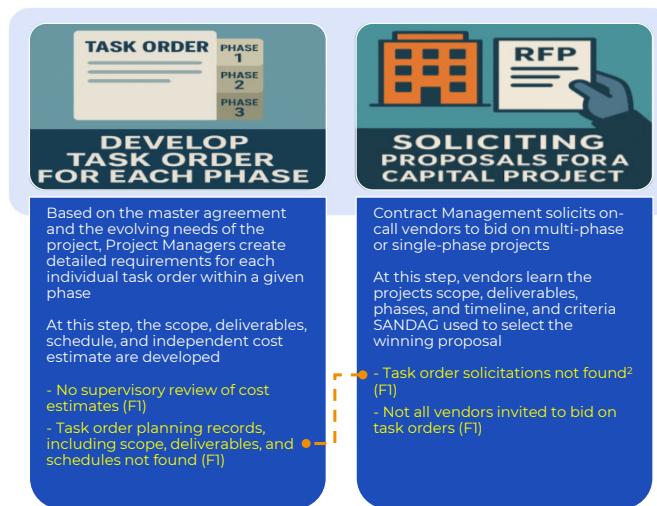 TASK ORDER
PHASE
1
PHASE
2
PHASE
3
DEVELOP
TASK ORDER
FOR EACH PHASE
Based on the master agreement
and the evolving needs of the
project, Project Managers create
detailed requirements for each
individual task order within a given
phase
At this step, the scope, deliverables,
schedule, and independent cost
estimate are developed
- No supervisory review of cost
estimates (F1)
- Task order planning records,
including scope, deliverables, and
schedules not found (F1)
RFP
SOLICITING
PROPOSALS FOR A
CAPITAL PROJECT
Contract Management solicits on-
call vendors to bid on multi-phase
or single-phase projects
At this step, vendors learn the
projects scope, deliverables,
phases, and timeline, and criteria
SANDAG used to select the
winning proposal
- Task order solicitations not found²
(F1)
- Not all vendors invited to bid on
task orders (F1)